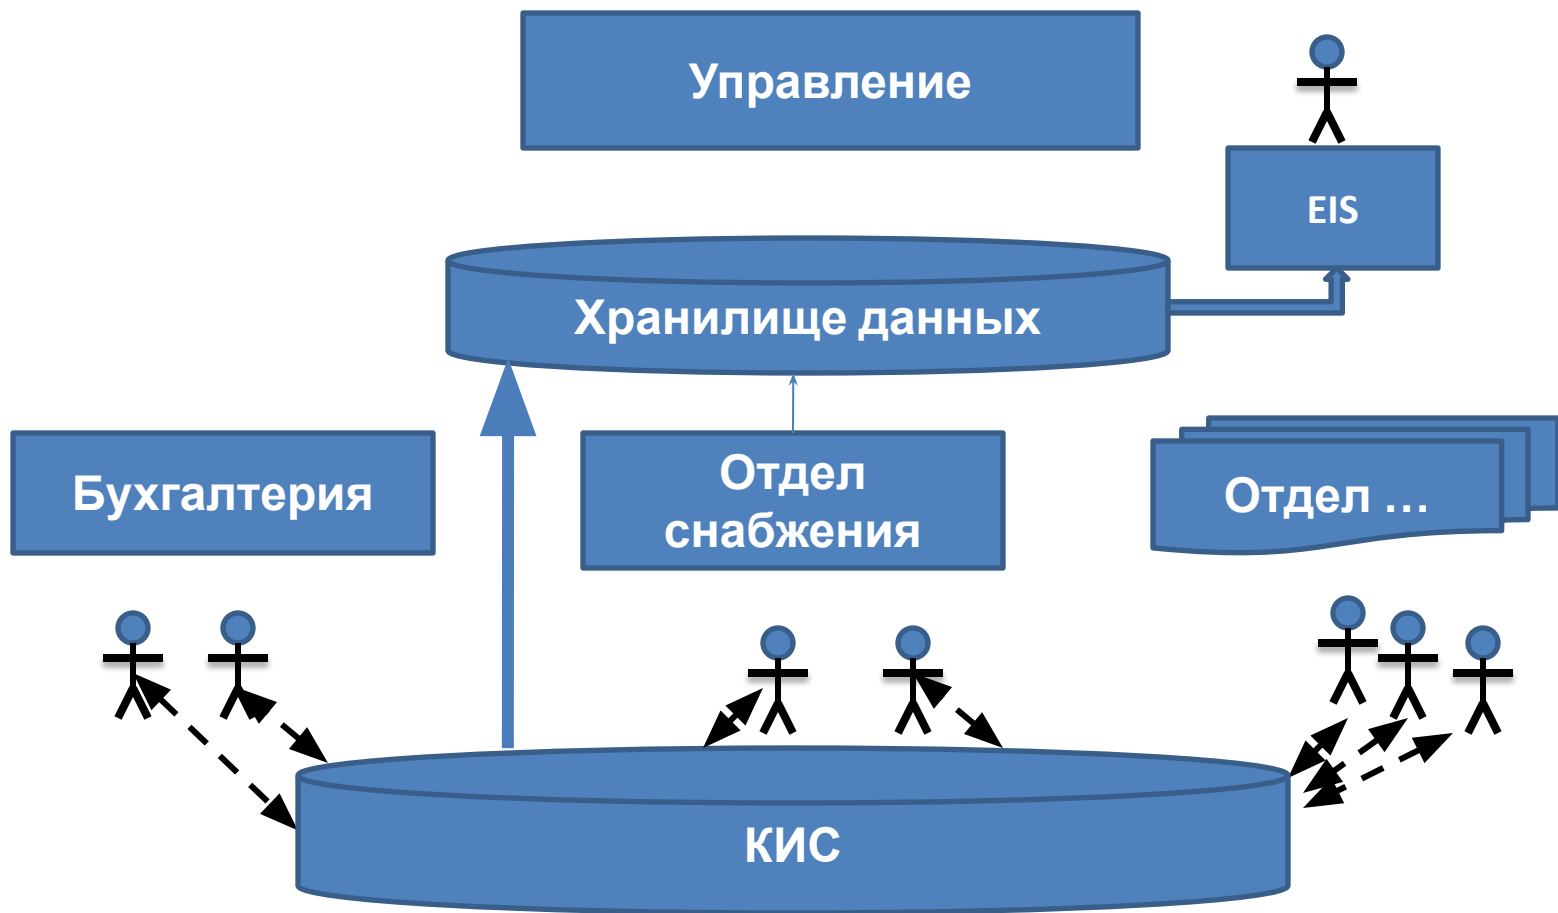 Управление
EIS
Хранилище данных
Бухгалтерия
Отдел
снабжения
Отдел ...
КИС